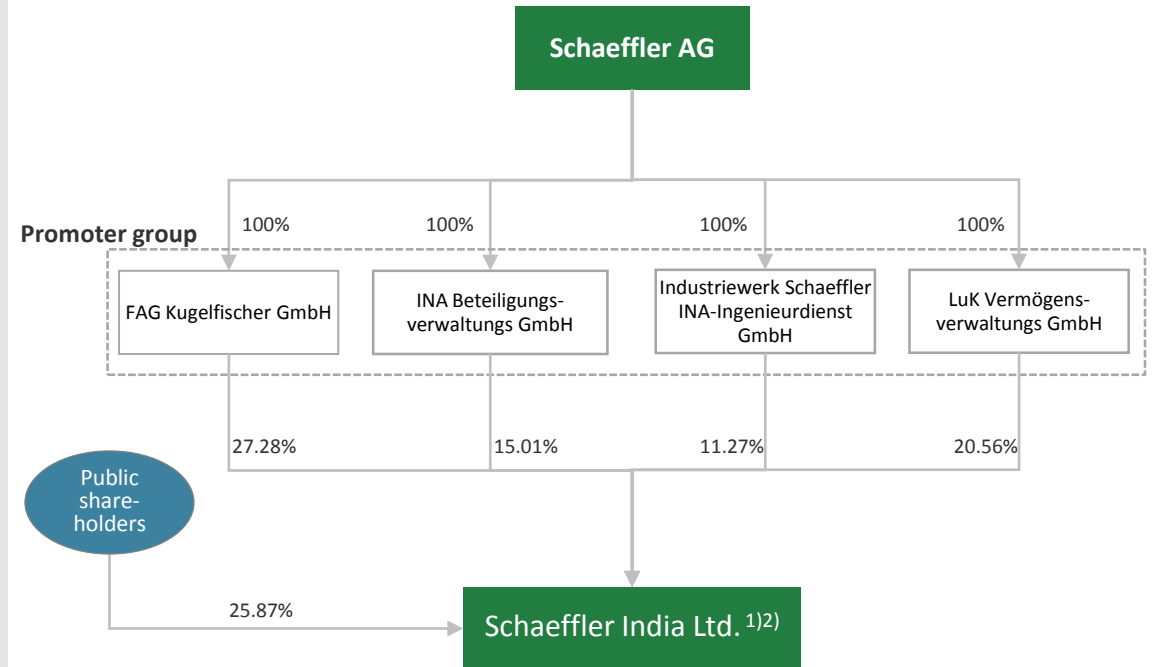 Schaeffler AG
100%
100%
100%
100%
Promoter group
FAG Kugelfischer GmbH
INA Beteiligungs-
verwaltungs GmbH
Industriewerk Schaeffler
INA-Ingenieurdienst
GmbH
LuK Vermögens-
verwaltungs GmbH
27.28%
15.01%
11.27%
20.56%
Public
share-
holders
25.87%
Schaeffler India Ltd. 1)2)